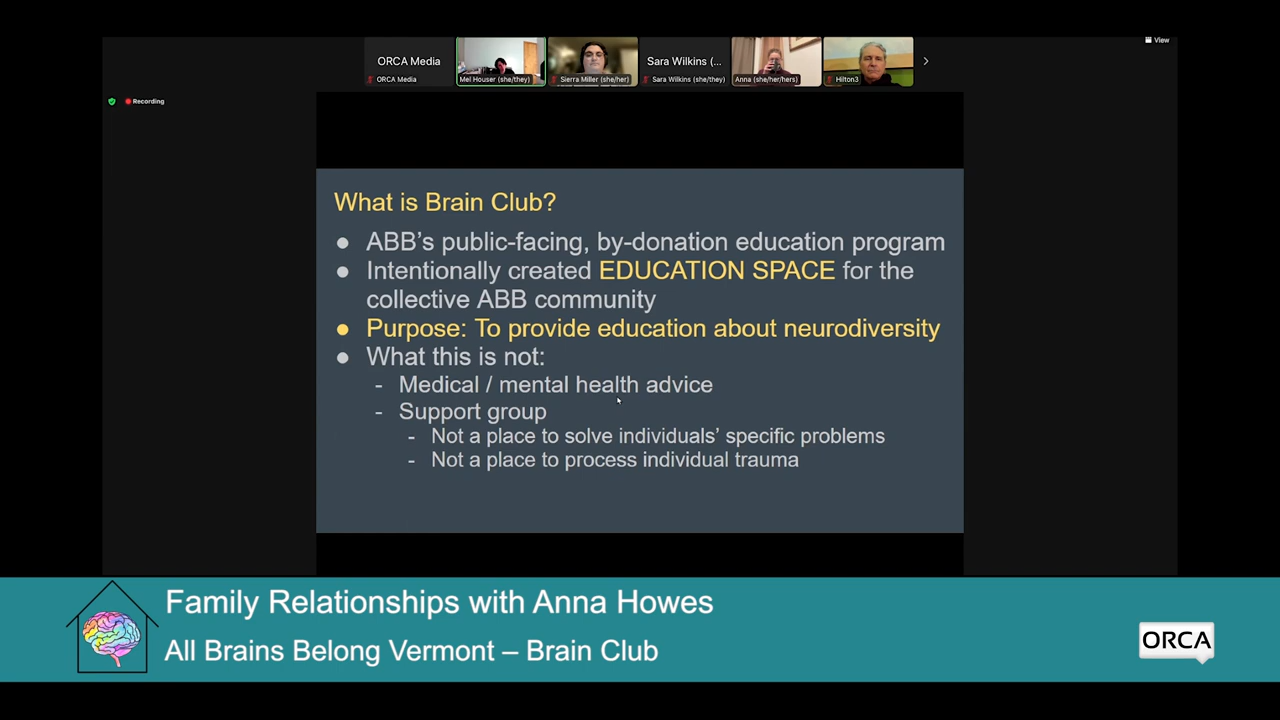 View
ORCA Media
Sara Wilkins (...
ORCA Media
Mel Houser (she/they)
Sierra Miller (she/her)
Sara Wilkins (she/they)
Anna (she/her/hers)
Hilton3
Recording
What is Brain Club?
● ABB’s public-facing, by-donation education program
● Intentionally created EDUCATION SPACE for the
collective ABB community
● Purpose: To provide education about neurodiversity
● What this is not:
- Medical / mental health advice
- Support group
- Not a place to solve individuals’ specific problems
- Not a place to process individual trauma
Family Relationships with Anna Howes
All Brains Belong Vermont – Brain Club
ORCA